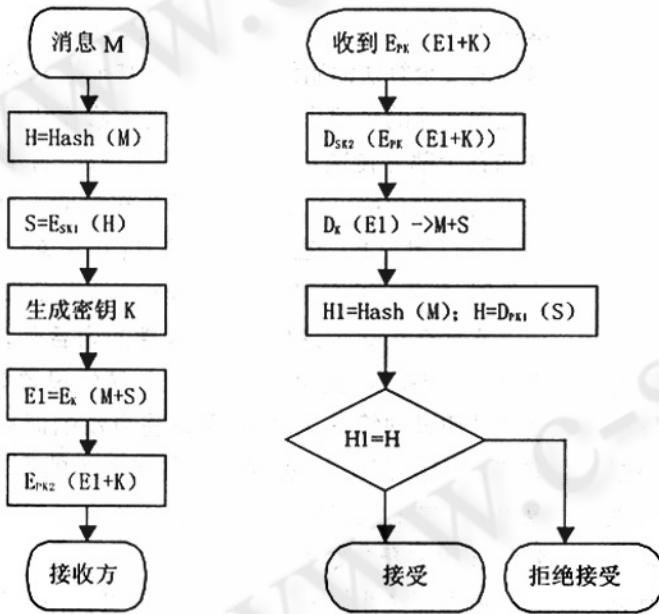 消息 M
H=Hash (M)
S=E_SK1 (H)
生成密钥 K
E1=E_K (M+S)
E_PK2 (E1+K)
接收方
收到 E_PK (E1+K)
D_SK2 (E_PK (E1+K))
D_K (E1) ->M+S
H1=Hash (M); H=D_PK1 (S)
H1=H
接受
拒绝接受
www.c-s